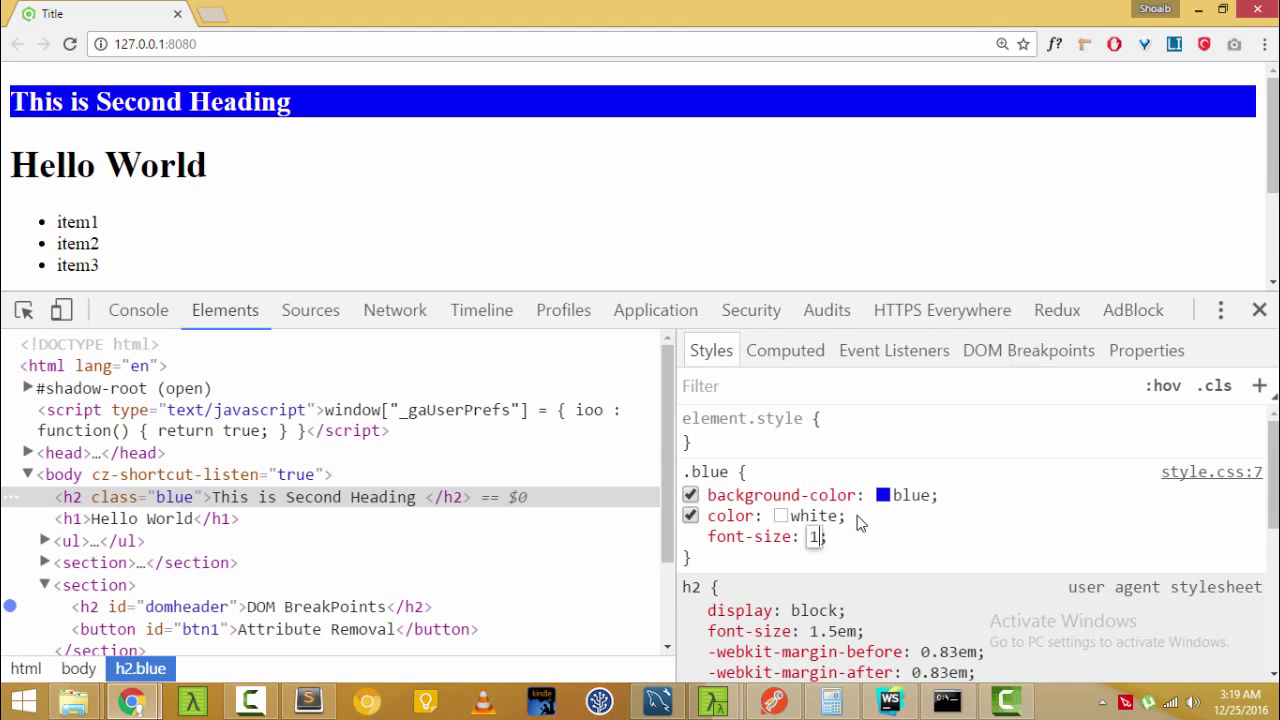 Title
Shoaib
127.0.0.1:8080
f?
LI
This is Second Heading
Hello World
• item1
• item2
• item3
Console Elements Sources Network Timeline Profiles Application Security Audits HTTPS Everywhere Redux AdBlock
<!DOCTYPE html>
<html lang="en">
#shadow-root (open)
<script type="text/javascript">window["_gaUserPrefs"] = { ioo :
function() { return true; } }</script>
<head>…</head>
<body cz-shortcut-listen="true">
<h2 class="blue">This is Second Heading </h2> == $0
<h1>Hello World</h1>
<ul>…</ul>
<section>…</section>
<section>
<h2 id="domheader">DOM BreakPoints</h2>
<button id="btn1">Attribute Removal</button>
</section>
html body h2.blue
Styles Computed Event Listeners DOM Breakpoints Properties
Filter :hov .cls +
element.style {
}
.blue { style.css:7
background-color: blue;
color: white;
font-size: 1;
}
h2 { user agent stylesheet
display: block;
font-size: 1.5em;
-webkit-margin-before: 0.83em;
-webkit-margin-after: 0.83em;
Activate Windows
Go to PC settings to activate Windows.
kindle
WS
3:19 AM
12/25/2016